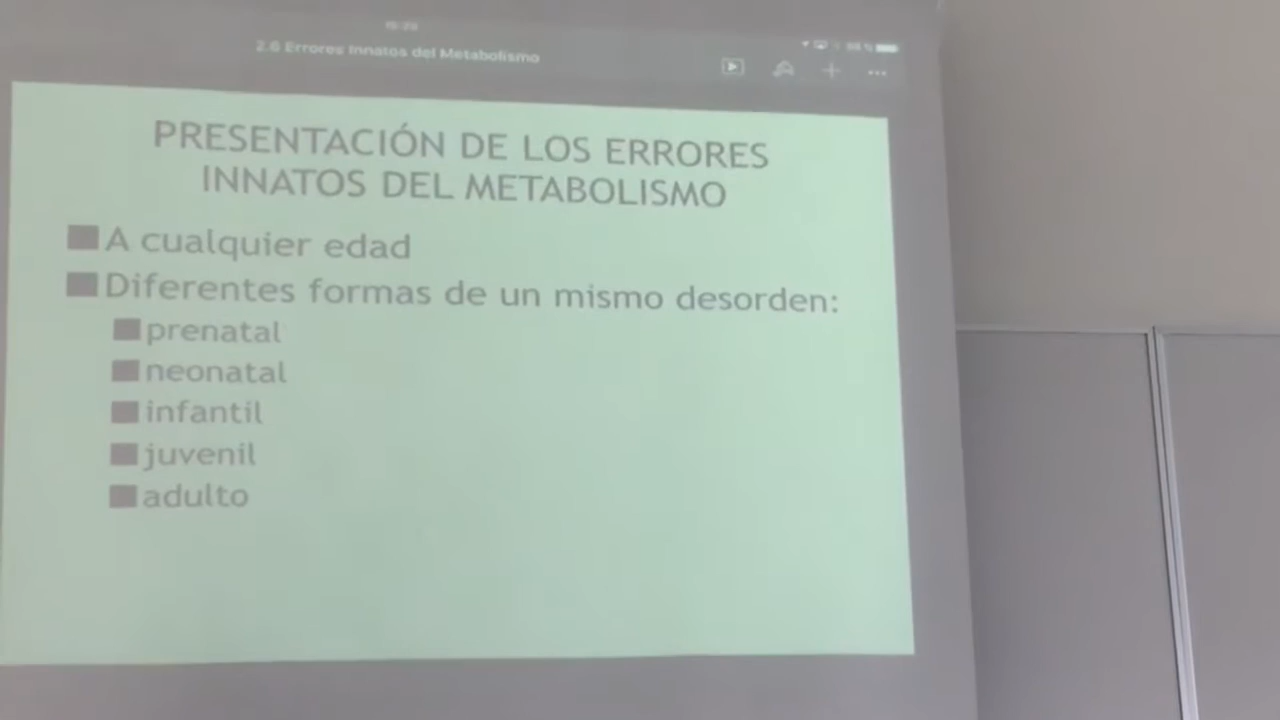 2.6 Errores Innatos del Metabolismo
PRESENTACIÓN DE LOS ERRORES
INNATOS DEL METABOLISMO
A cualquier edad
Diferentes formas de un mismo desorden:
prenatal
neonatal
infantil
juvenil
adulto